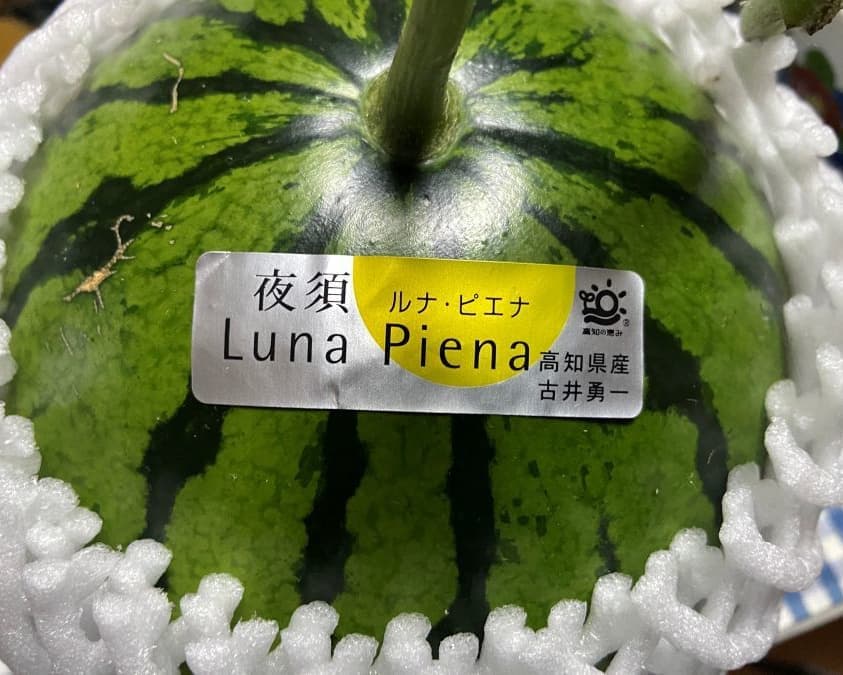 夜須 ルナ・ピエナ
Luna Piena
高知の恵み
®
高知県産
古井勇一